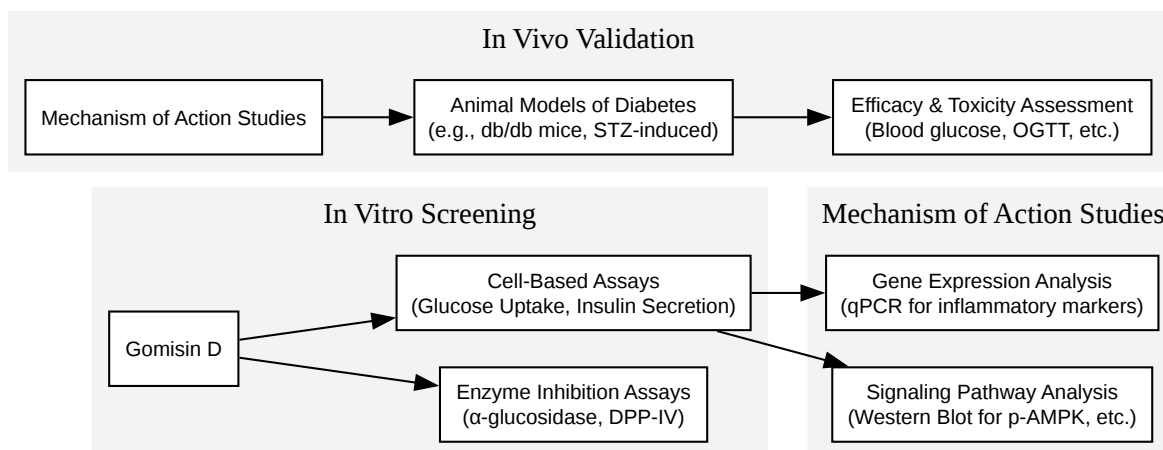 In Vivo Validation
Mechanism of Action Studies
Animal Models of Diabetes
(e.g., db/db mice, STZ-induced)
Efficacy & Toxicity Assessment
(Blood glucose, OGTT, etc.)
In Vitro Screening
Gomisin D
Cell-Based Assays
(Glucose Uptake, Insulin Secretion)
Enzyme Inhibition Assays
(α-glucosidase, DPP-IV)
Mechanism of Action Studies
Gene Expression Analysis
(qPCR for inflammatory markers)
Signaling Pathway Analysis
(Western Blot for p-AMPK, etc.)